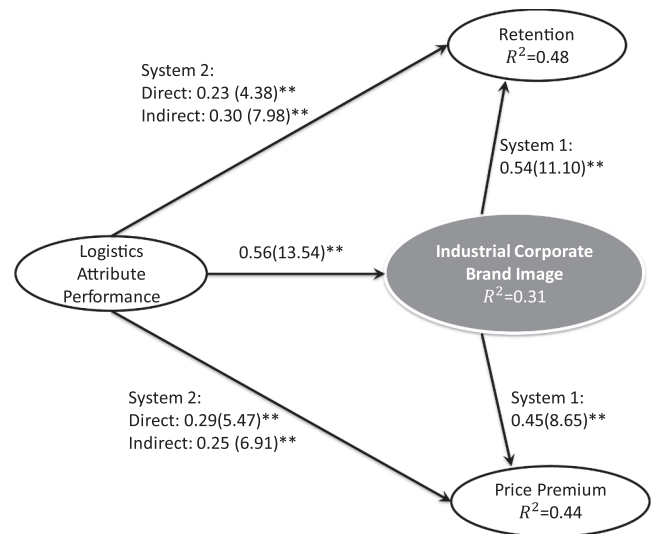 Retention
R²=0.48
System 2:
Direct: 0.23 (4.38)**
Indirect: 0.30 (7.98)**
System 1:
0.54(11.10)**
Logistics
Attribute
Performance
0.56(13.54)**
Industrial Corporate
Brand Image
R²=0.31
System 2:
Direct: 0.29(5.47)**
Indirect: 0.25 (6.91)**
System 1:
0.45(8.65)**
Price Premium
R²=0.44